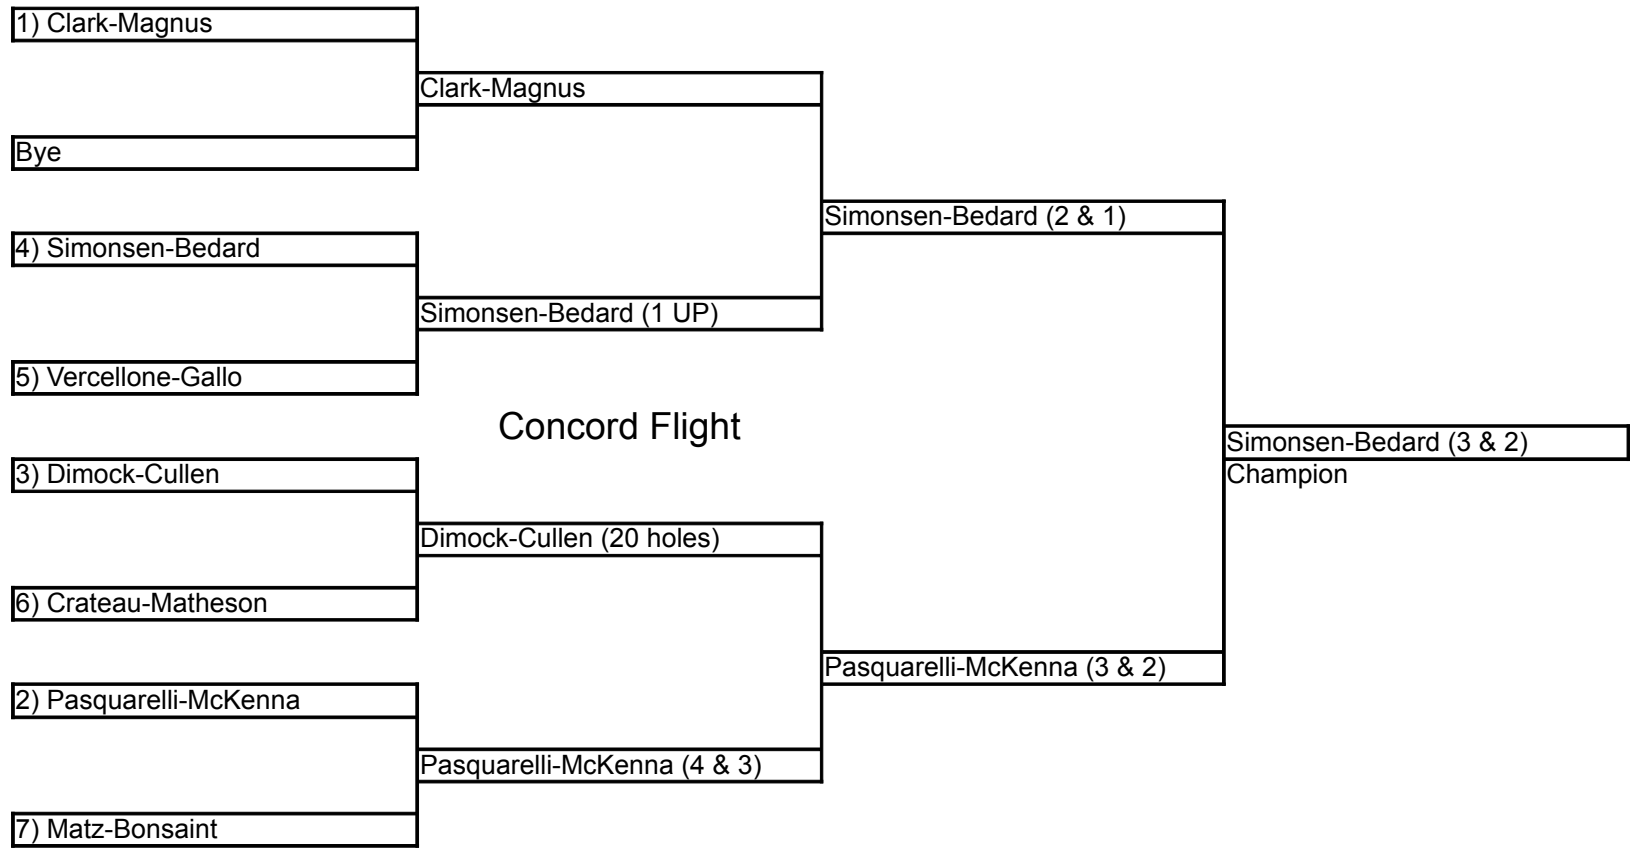 1) Clark-Magnus
Clark-Magnus
Bye
Simonsen-Bedard (2 & 1)
4) Simonsen-Bedard
Simonsen-Bedard (1 UP)
5) Vercellone-Gallo
Concord Flight
Simonsen-Bedard (3 & 2)
Champion
3) Dimock-Cullen
Dimock-Cullen (20 holes)
6) Crateau-Matheson
Pasquarelli-McKenna (3 & 2)
2) Pasquarelli-McKenna
Pasquarelli-McKenna (4 & 3)
7) Matz-Bonsaint